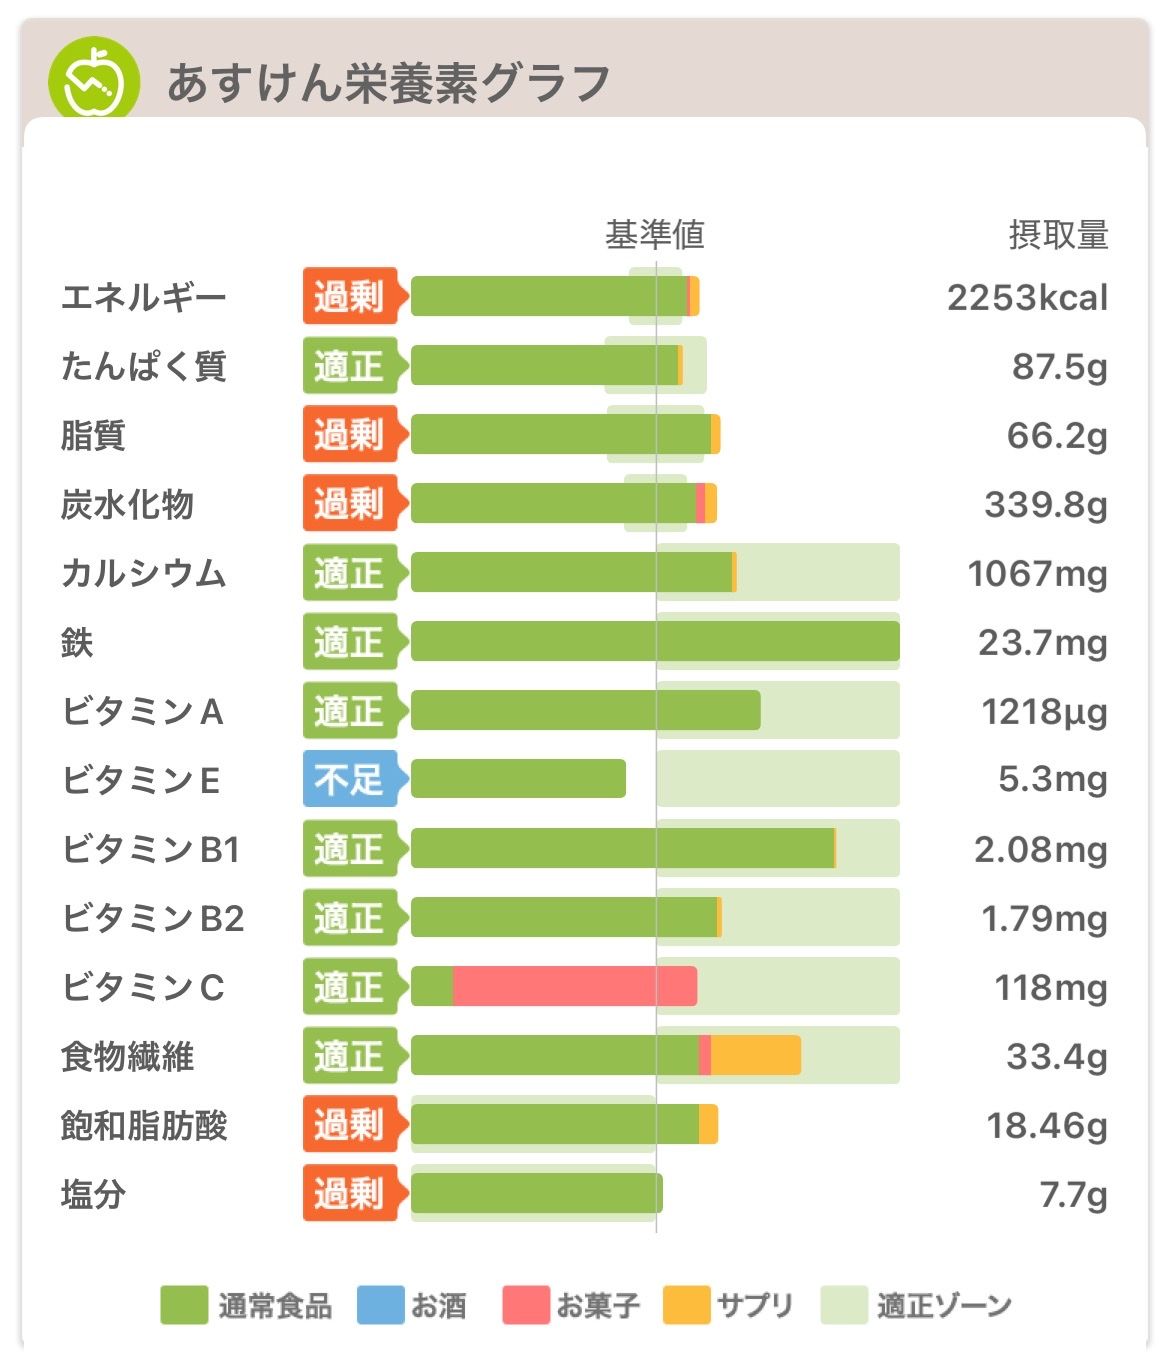 あすけん栄養素グラフ
基準値 摂取量
エネルギー 過剰 2253kcal
たんぱく質 適正 87.5g
脂質 過剰 66.2g
炭水化物 過剰 339.8g
カルシウム 適正 1067mg
鉄 適正 23.7mg
ビタミンA 適正 1218μg
ビタミンE 不足 5.3mg
ビタミンB1 適正 2.08mg
ビタミンB2 適正 1.79mg
ビタミンC 適正 118mg
食物繊維 適正 33.4g
飽和脂肪酸 過剰 18.46g
塩分 過剰 7.7g
通常食品 お酒 お菓子 サプリ 適正ゾーン